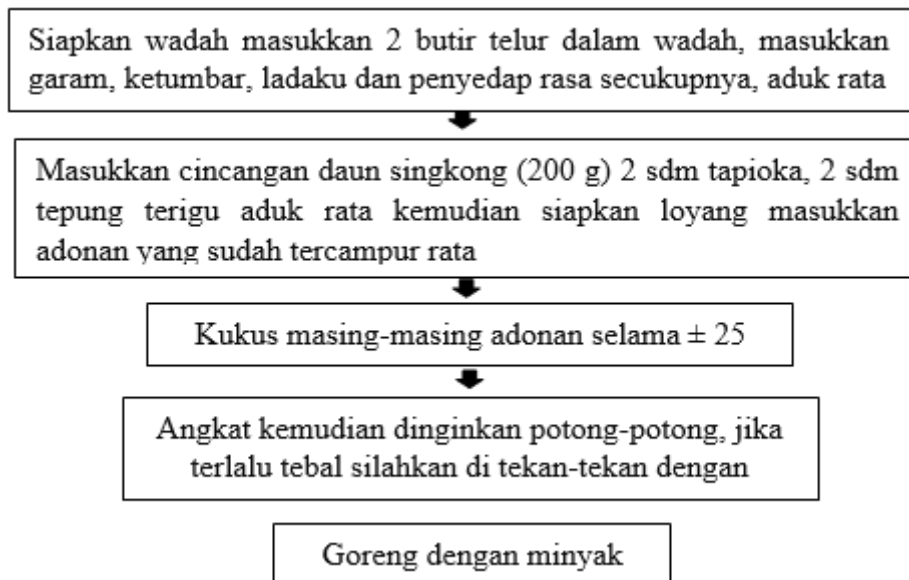 Siapkan wadah masukkan 2 butir telur dalam wadah, masukkan
garam, ketumbar, ladaku dan penyedap rasa secukupnya, aduk rata
Masukkan cincangan daun singkong (200 g) 2 sdm tapioka, 2 sdm
tepung terigu aduk rata kemudian siapkan loyang masukkan
adonan yang sudah tercampur rata
Kukus masing-masing adonan selama ± 25
Angkat kemudian dinginkan potong-potong, jika
terlalu tebal silahkan di tekan-tekan dengan
Goreng dengan minyak